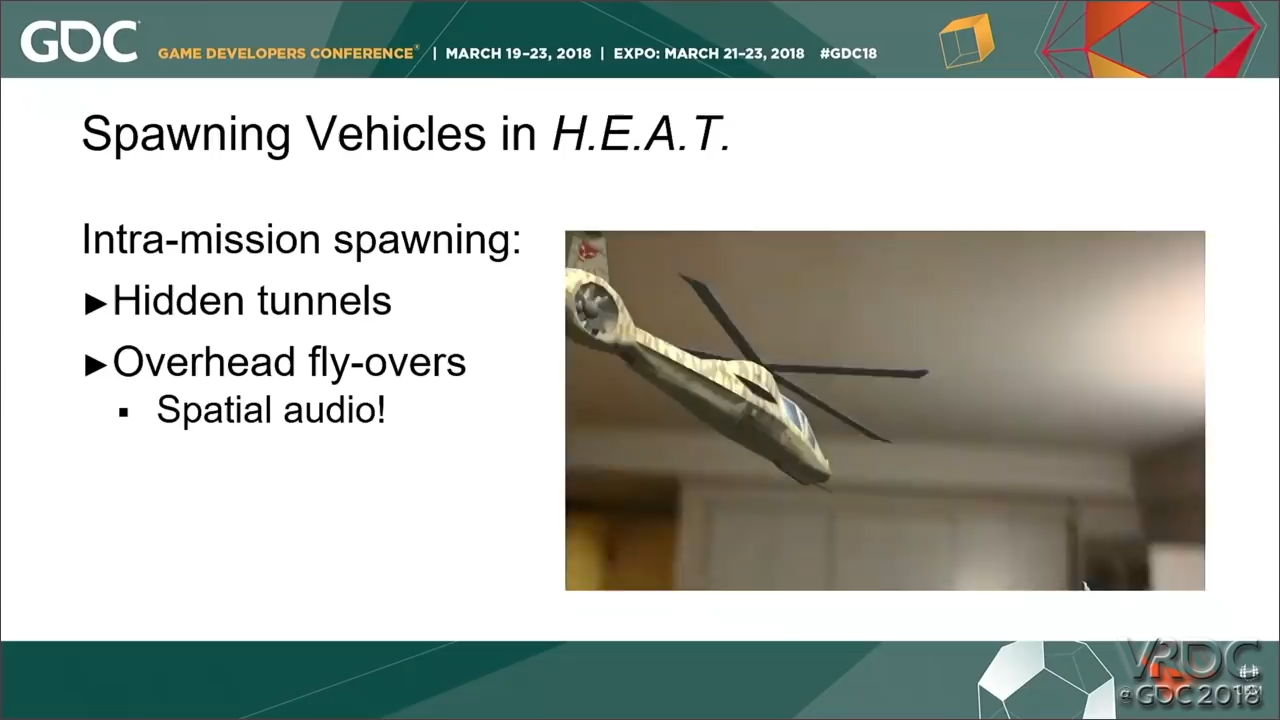 GDC GAME DEVELOPERS CONFERENCE® | MARCH 19–23, 2018 | EXPO: MARCH 21–23, 2018 #GDC18
Spawning Vehicles in H.E.A.T.
Intra-mission spawning:
►Hidden tunnels
►Overhead fly-overs
▪ Spatial audio!
VRDC
@GDC 2018